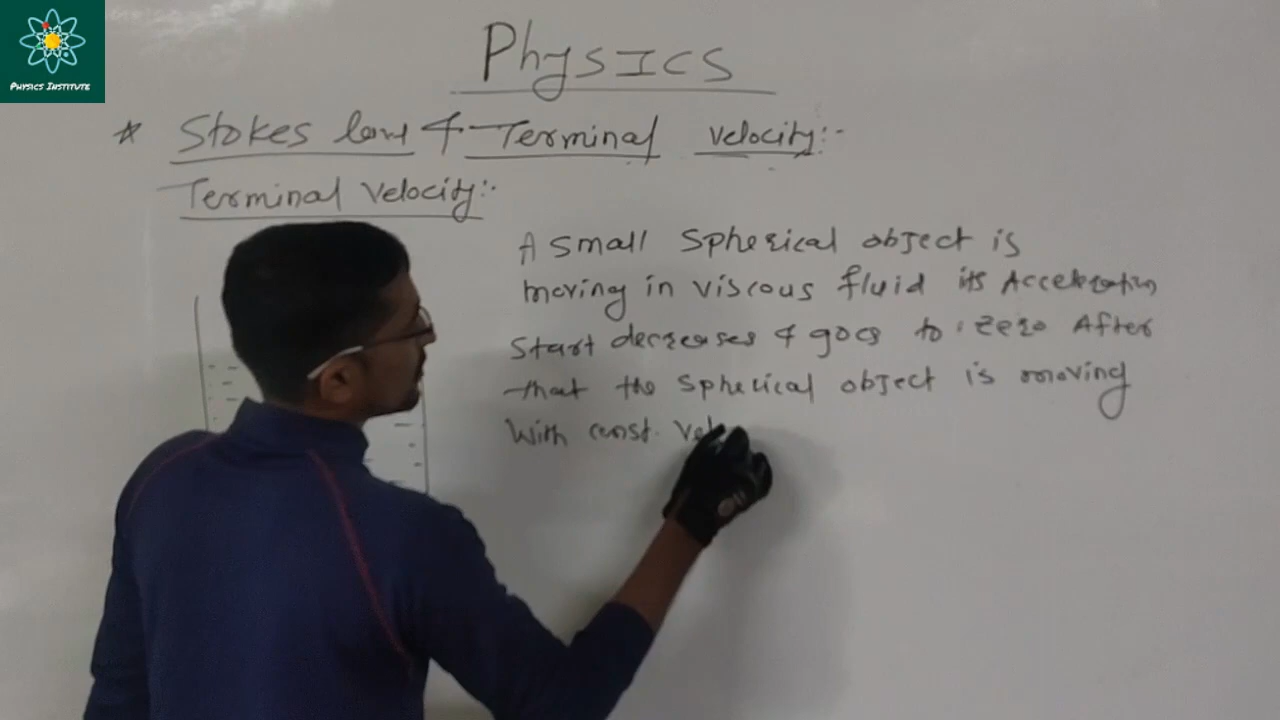 PHYSICS INSTITUTE
PhysICS
* Stokes law & Terminal velocity:-
Terminal velocity:-
A Small Spherical object is
moving in viscous fluid its Acceleration
Start decreases & goes to zero After
that the spherical object is moving
With const. vel